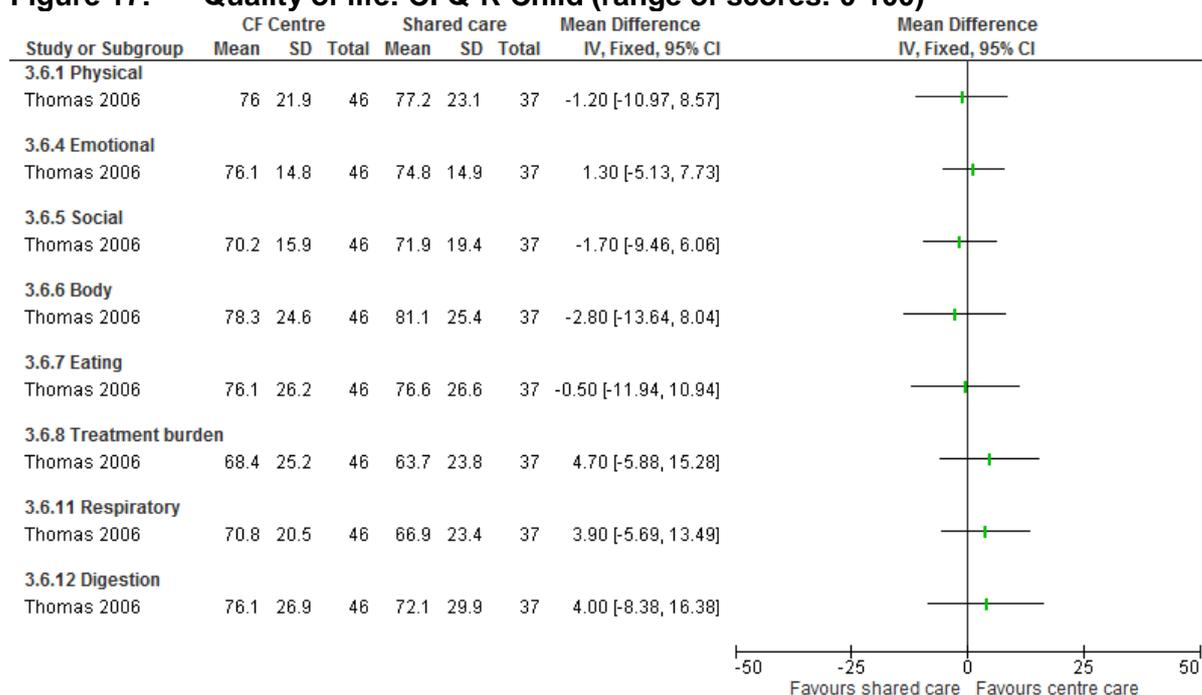 Figure 17: Quality of life: CFQ-R Child (range of scores: 0-100)
CF Centre Shared care Mean Difference Mean Difference
Study or Subgroup Mean SD Total Mean SD Total IV, Fixed, 95% CI IV, Fixed, 95% CI
3.6.1 Physical
Thomas 2006 76 21.9 46 77.2 23.1 37 -1.20 [-10.97, 8.57]
3.6.4 Emotional
Thomas 2006 76.1 14.8 46 74.8 14.9 37 1.30 [-5.13, 7.73]
3.6.5 Social
Thomas 2006 70.2 15.9 46 71.9 19.4 37 -1.70 [-9.46, 6.06]
3.6.6 Body
Thomas 2006 78.3 24.6 46 81.1 25.4 37 -2.80 [-13.64, 8.04]
3.6.7 Eating
Thomas 2006 76.1 26.2 46 76.6 26.6 37 -0.50 [-11.94, 10.94]
3.6.8 Treatment burden
Thomas 2006 68.4 25.2 46 63.7 23.8 37 4.70 [-5.88, 15.28]
3.6.11 Respiratory
Thomas 2006 70.8 20.5 46 66.9 23.4 37 3.90 [-5.69, 13.49]
3.6.12 Digestion
Thomas 2006 76.1 26.9 46 72.1 29.9 37 4.00 [-8.38, 16.38]
-50 -25 0 25 50
Favours shared care Favours centre care